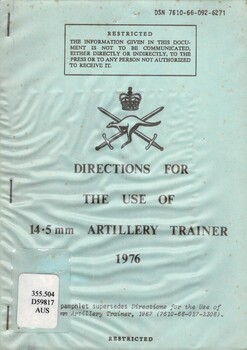 DSN 7610-66-092-6271
RESTRICTED
THE INFORMATION GIVEN IN THIS DOCU-
MENT IS NOT TO BE COMMUNICATED,
EITHER DIRECTLY OR INDIRECTLY, TO
THE PRESS OR TO ANY PERSON NOT AUTHORIZED
TO RECEIVE IT.
DIRECTIONS FOR
THE USE OF
14·5 mm ARTILLERY TRAINER
1976
355.504
D59817
AUS
pamphlet supersedes Directions for the Use of
mm Artillery Trainer, 1967
RESTRICTED